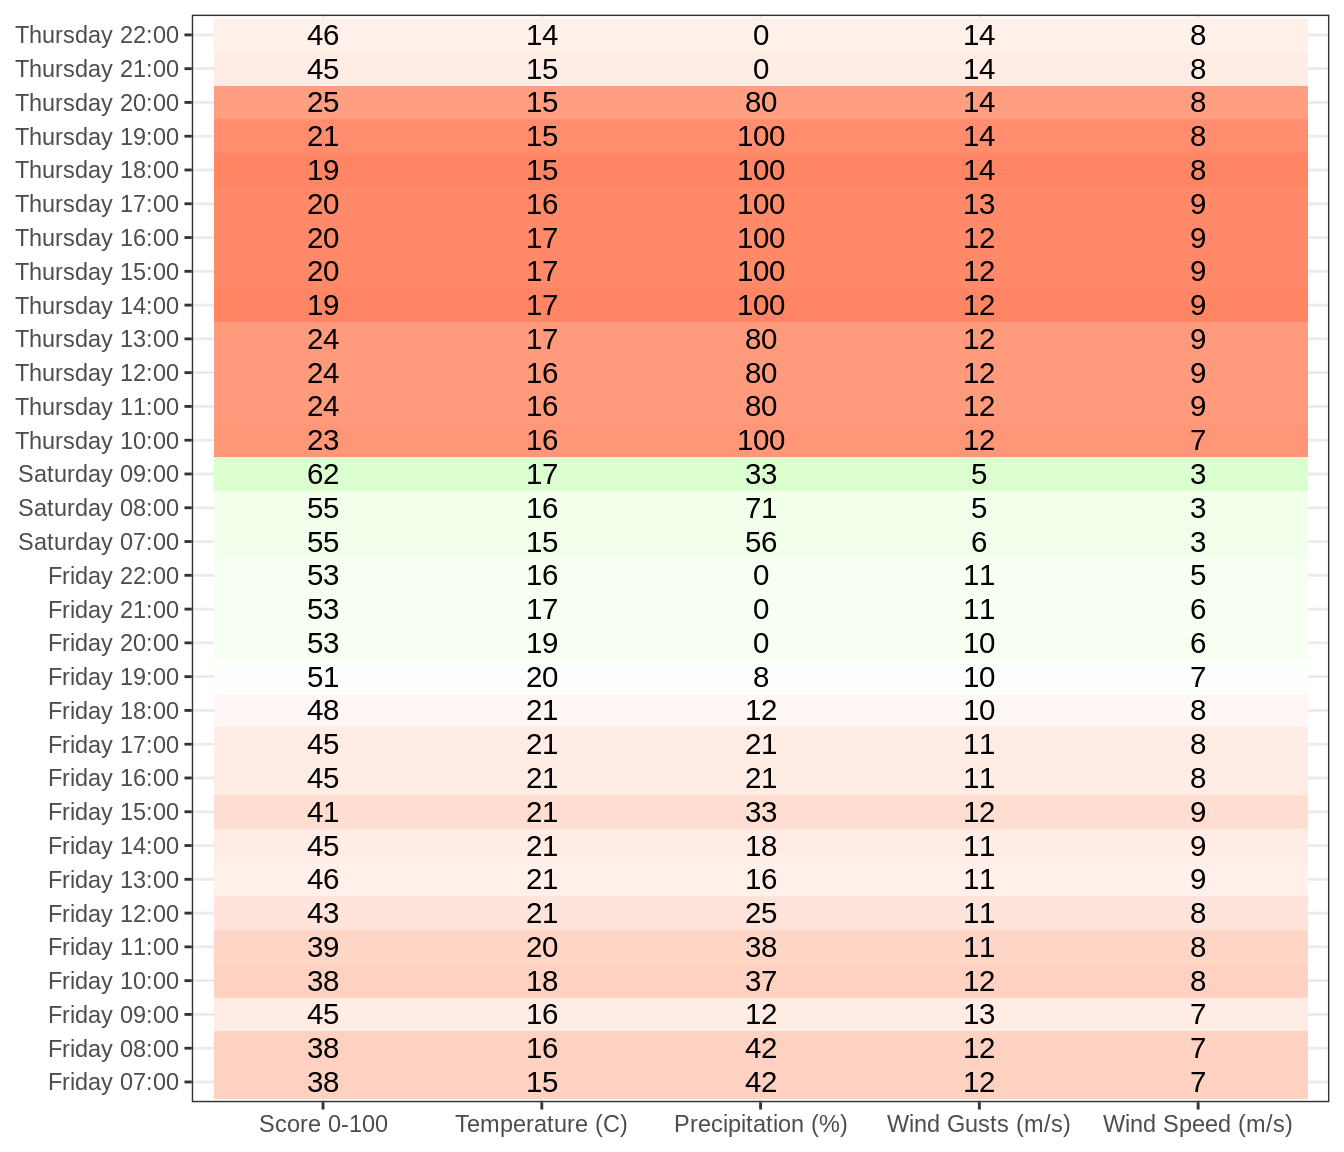 Thursday 22:00 46 14 0 14 8
Thursday 21:00 45 15 0 14 8
Thursday 20:00 25 15 80 14 8
Thursday 19:00 21 15 100 14 8
Thursday 18:00 19 15 100 14 8
Thursday 17:00 20 16 100 13 9
Thursday 16:00 20 17 100 12 9
Thursday 15:00 20 17 100 12 9
Thursday 14:00 19 17 100 12 9
Thursday 13:00 24 17 80 12 9
Thursday 12:00 24 16 80 12 9
Thursday 11:00 24 16 80 12 9
Thursday 10:00 23 16 100 12 7
Saturday 09:00 62 17 33 5 3
Saturday 08:00 55 16 71 5 3
Saturday 07:00 55 15 56 6 3
Friday 22:00 53 16 0 11 5
Friday 21:00 53 17 0 11 6
Friday 20:00 53 19 0 10 6
Friday 19:00 51 20 8 10 7
Friday 18:00 48 21 12 10 8
Friday 17:00 45 21 21 11 8
Friday 16:00 45 21 21 11 8
Friday 15:00 41 21 33 12 9
Friday 14:00 45 21 18 11 9
Friday 13:00 46 21 16 11 9
Friday 12:00 43 21 25 11 8
Friday 11:00 39 20 38 11 8
Friday 10:00 38 18 37 12 8
Friday 09:00 45 16 12 13 7
Friday 08:00 38 16 42 12 7
Friday 07:00 38 15 42 12 7
Score 0-100 Temperature (C) Precipitation (%) Wind Gusts (m/s) Wind Speed (m/s)